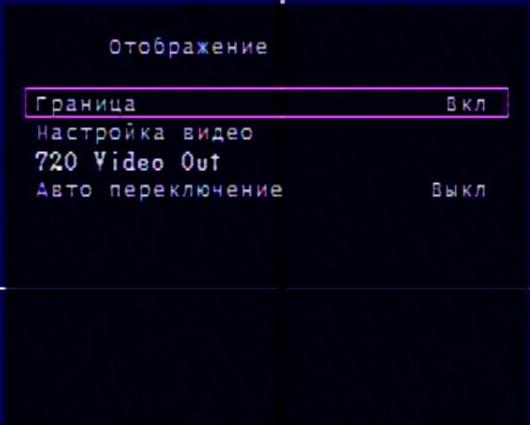 Отображение
Граница Вкл
Настройка видео
720 Video Out
Авто переключение Выкл